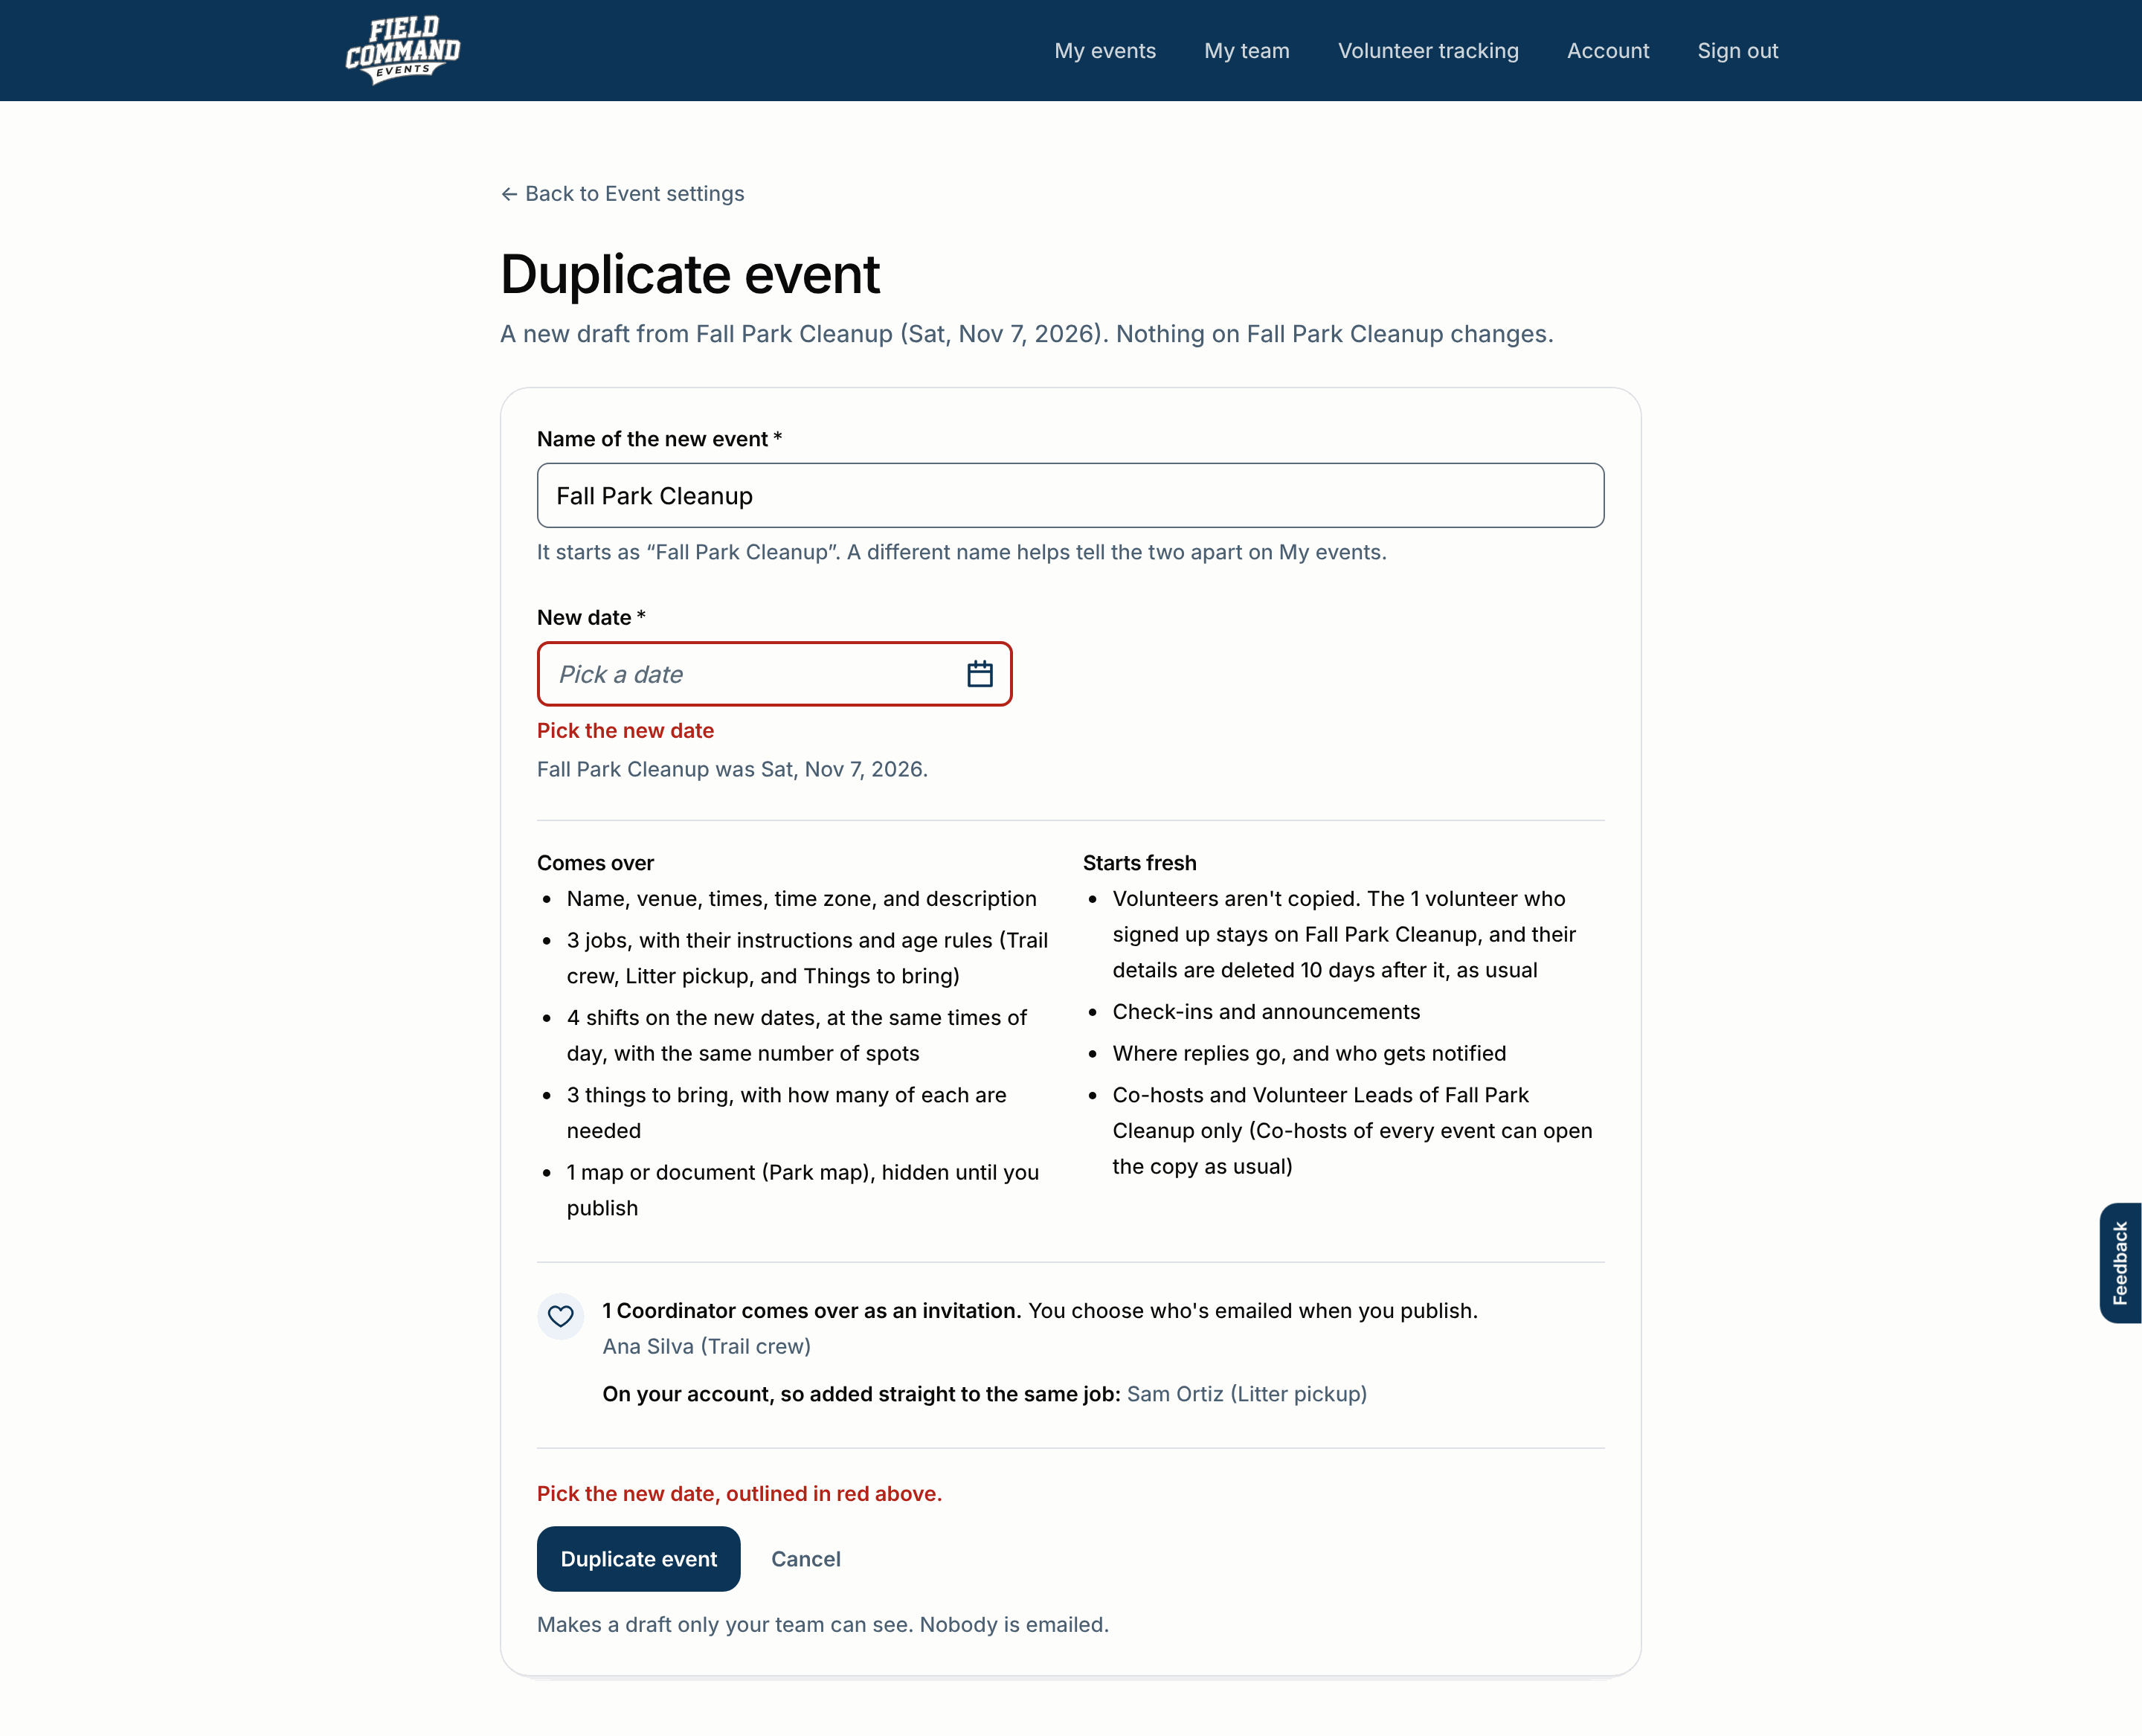 FIELD
COMMAND
EVENTS
My events
My team
Volunteer tracking
Account
Sign out
← Back to Event settings
Duplicate event
A new draft from Fall Park Cleanup (Sat, Nov 7, 2026). Nothing on Fall Park Cleanup changes.
Name of the new event *
Fall Park Cleanup
It starts as “Fall Park Cleanup”. A different name helps tell the two apart on My events.
New date *
Pick a date
Pick the new date
Fall Park Cleanup was Sat, Nov 7, 2026.
Comes over
• Name, venue, times, time zone, and description
• 3 jobs, with their instructions and age rules (Trail
crew, Litter pickup, and Things to bring)
• 4 shifts on the new dates, at the same times of
day, with the same number of spots
• 3 things to bring, with how many of each are
needed
• 1 map or document (Park map), hidden until you
publish
Starts fresh
• Volunteers aren't copied. The 1 volunteer who
signed up stays on Fall Park Cleanup, and their
details are deleted 10 days after it, as usual
• Check-ins and announcements
• Where replies go, and who gets notified
• Co-hosts and Volunteer Leads of Fall Park
Cleanup only (Co-hosts of every event can open
the copy as usual)
Feedback
1 Coordinator comes over as an invitation. You choose who's emailed when you publish.
Ana Silva (Trail crew)
On your account, so added straight to the same job: Sam Ortiz (Litter pickup)
Pick the new date, outlined in red above.
Duplicate event
Cancel
Makes a draft only your team can see. Nobody is emailed.